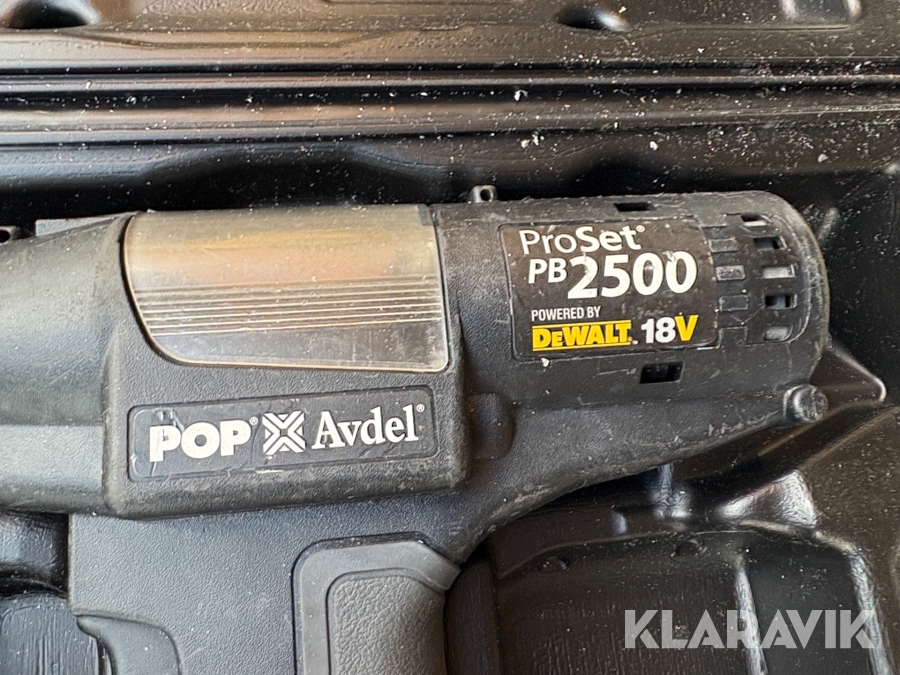 ProSet®
PB2500
POWERED BY
DEWALT. 18V
POP® Avdel®
KLARAVIK